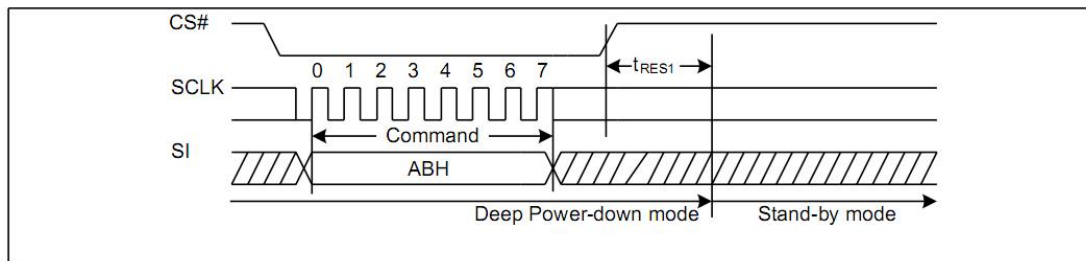 CS#
tRES1
0 1 2 3 4 5 6 7
SCLK
Command
SI
ABH
Deep Power-down mode Stand-by mode